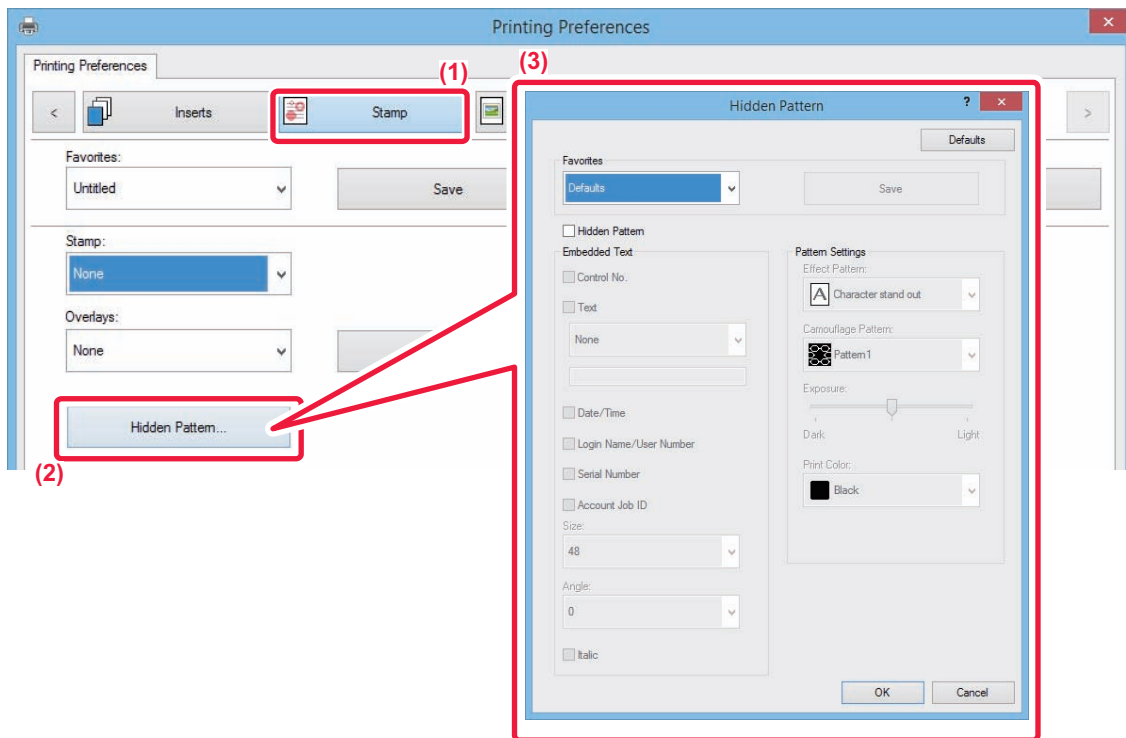 Printing Preferences
Printing Preferences
(1)
(3)
<
Inserts
Stamp
>
Favorites:
Untitled
Save
Stamp:
None
Overlays:
None
Hidden Pattern...
(2)
Hidden Pattern
?
Defaults
Favorites
Defaults
Save
Hidden Pattern
Embedded Text
Control No.
Text
None
Date/Time
Login Name/User Number
Serial Number
Account Job ID
Size:
48
Angle:
0
Italic
Pattern Settings
Effect Pattern:
A Character stand out
Camouflage Pattern:
Pattern1
Exposure:
Dark Light
Print Color:
Black
OK Cancel